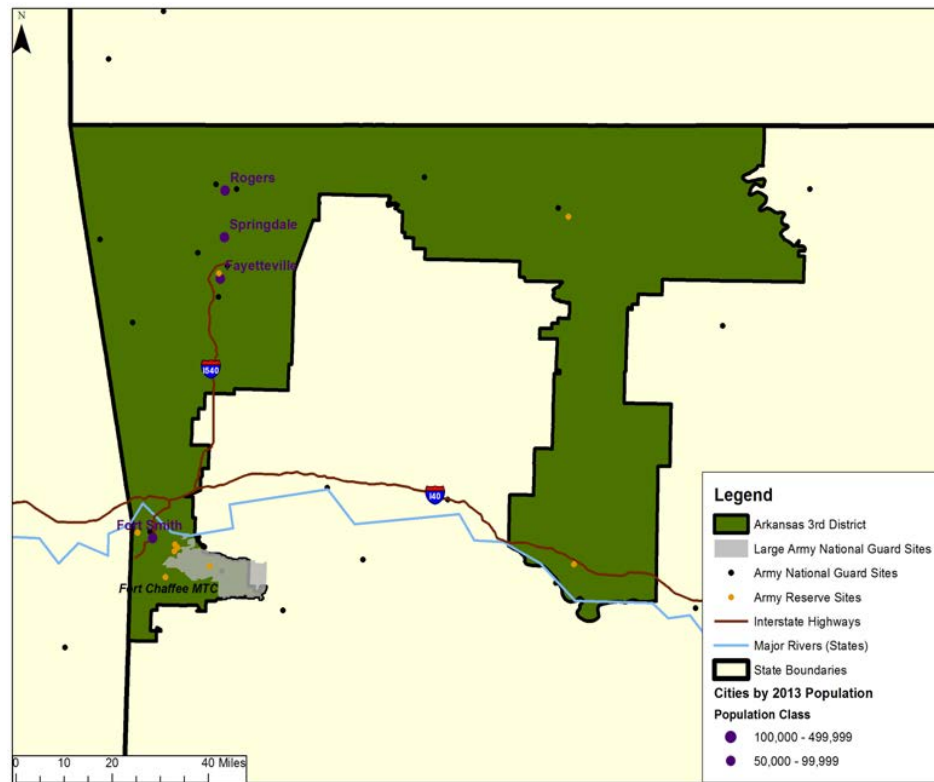 N
Rogers
Springdale
Fayetteville
I540
I40
Fort Smith
Fort Chaffee MTC
0 20 40 Miles
Legend
Arkansas 3rd District
Large Army National Guard Sites
Army National Guard Sites
Army Reserve Sites
Interstate Highways
Major Rivers (States)
State Boundaries
Cities by 2013 Population
Population Class
100,000 - 499,999
50,000 - 99,999